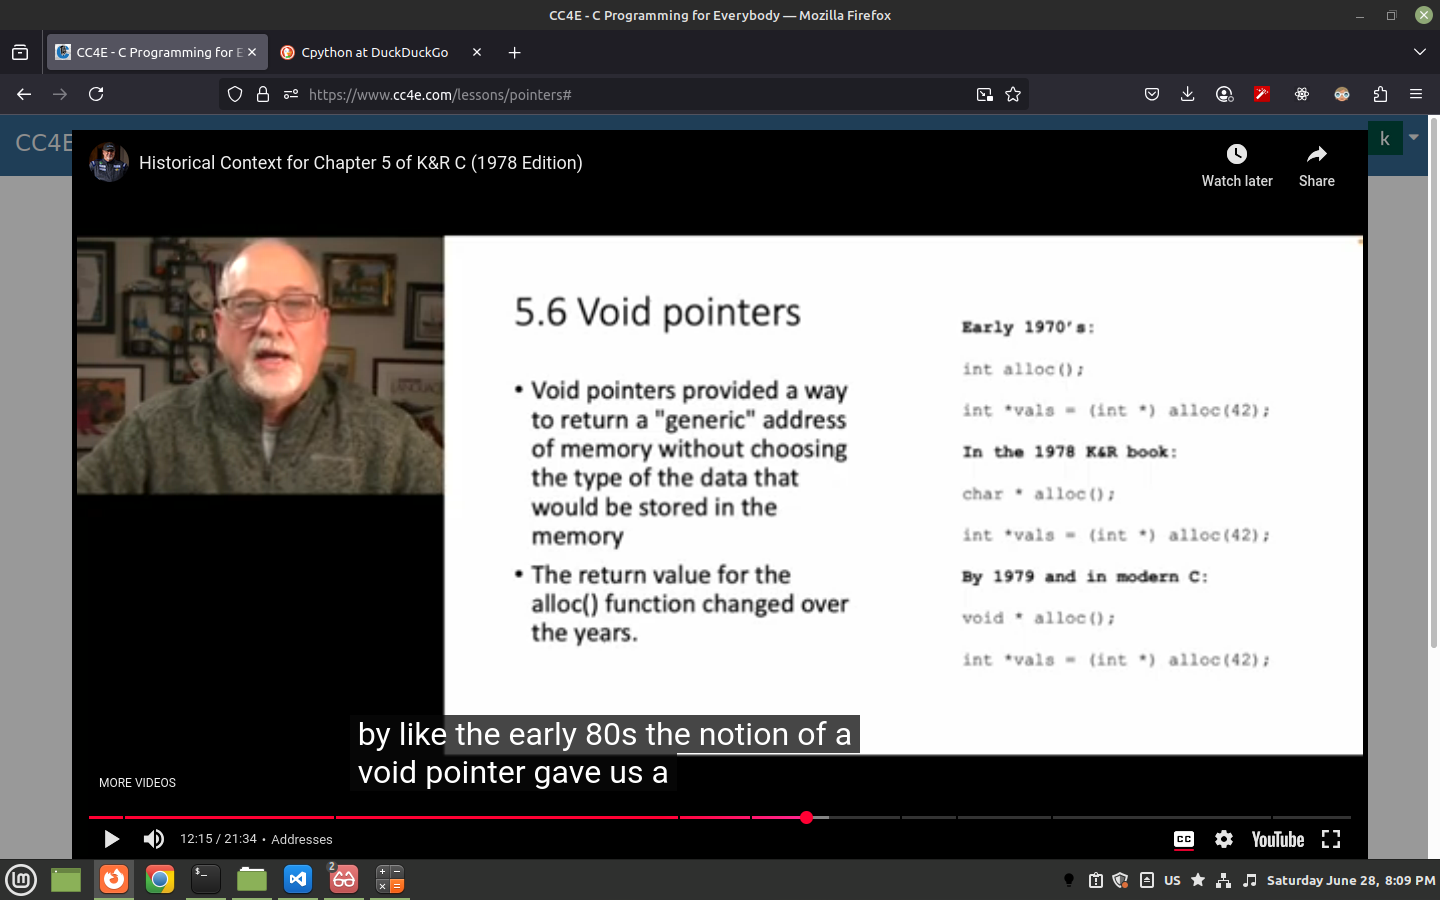 CC4E - C Programming for Everybody — Mozilla Firefox
CC4E - C Programming for E
Cpython at DuckDuckGo
https://www.cc4e.com/lessons/pointers#
CC4E
k
Historical Context for Chapter 5 of K&R C (1978 Edition)
Watch later
Share
5.6 Void pointers
• Void pointers provided a way
to return a "generic" address
of memory without choosing
the type of the data that
would be stored in the
memory
• The return value for the
alloc() function changed over
the years.
Early 1970's:
int alloc();
int *vals = (int *) alloc(42);
In the 1978 K&R book:
char * alloc();
int *vals = (int *) alloc(42);
By 1979 and in modern C:
void * alloc();
int *vals = (int *) alloc(42);
by like the early 80s the notion of a
void pointer gave us a
MORE VIDEOS
12:15 / 21:34 • Addresses
CC
YouTube
2
US
Saturday June 28, 8:09 PM